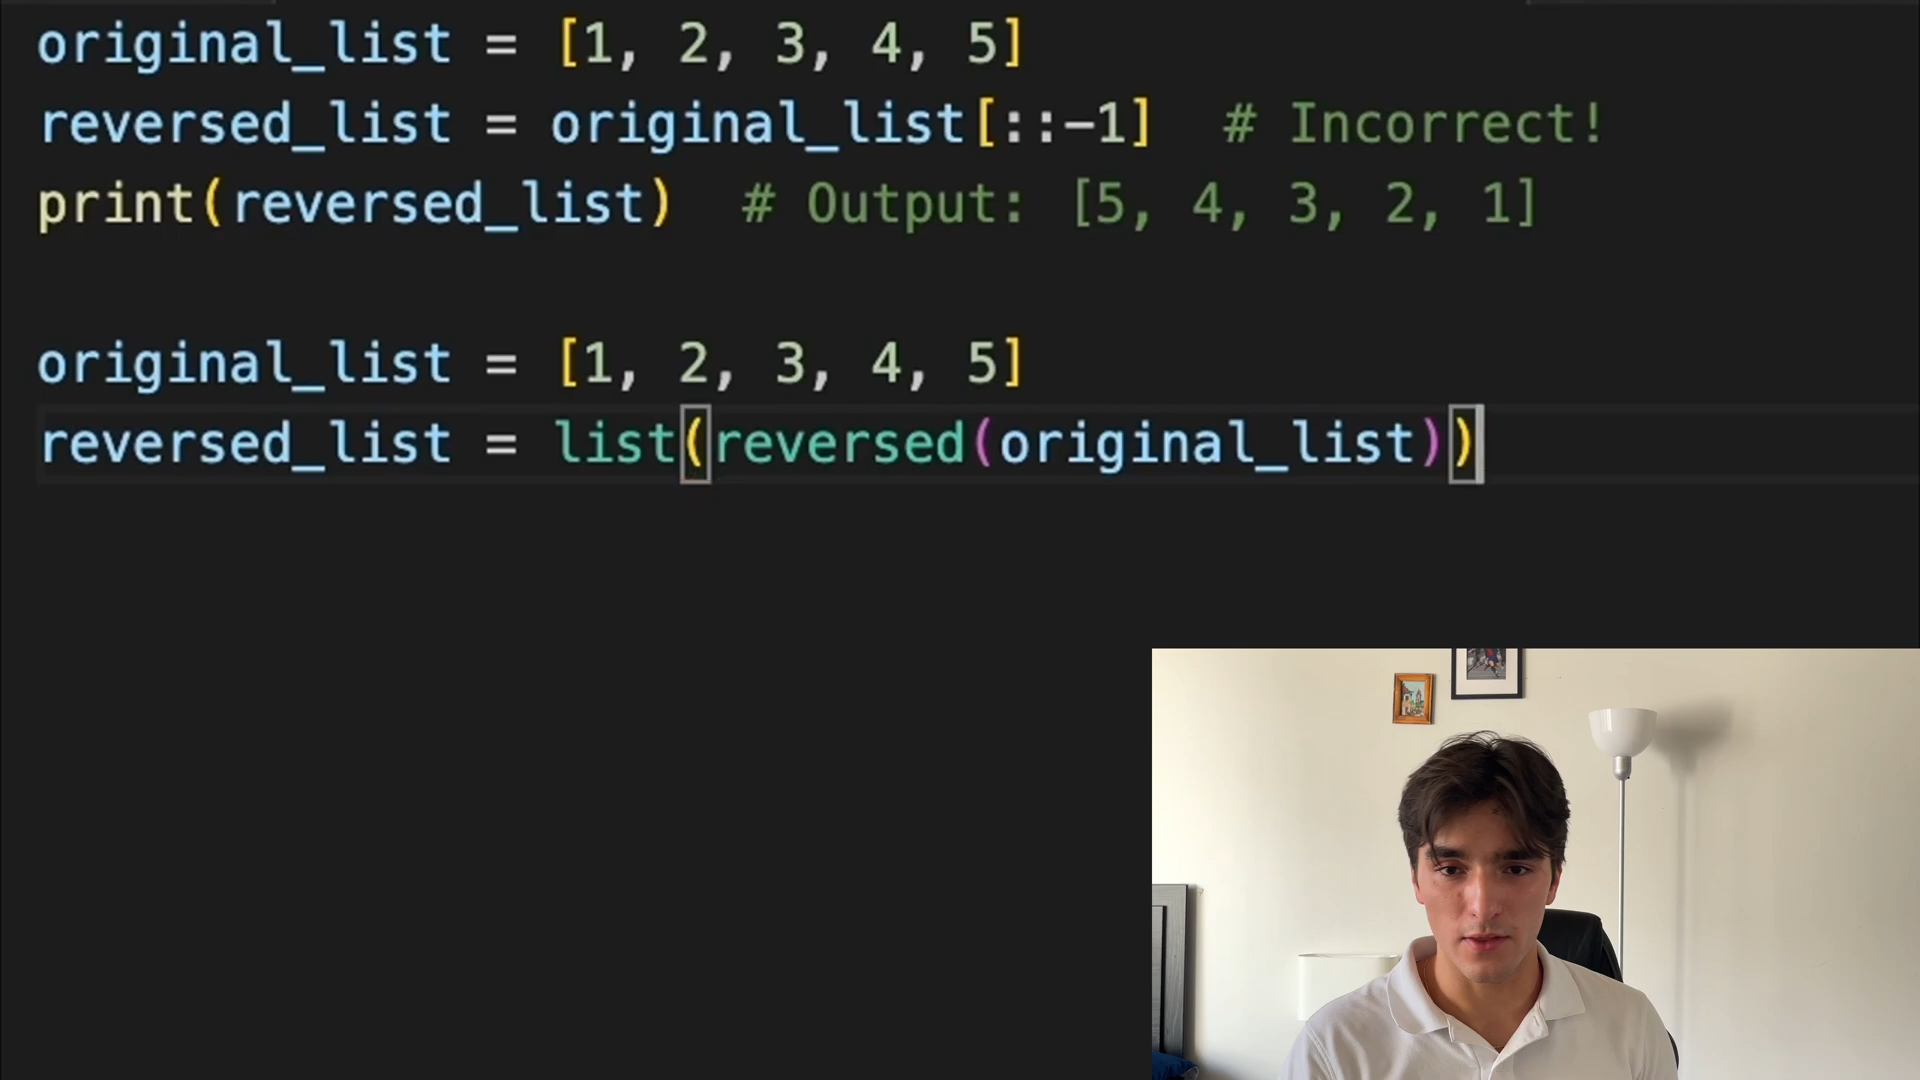 original_list = [1, 2, 3, 4, 5]
reversed_list = original_list[::-1]  # Incorrect!
print(reversed_list)  # Output: [5, 4, 3, 2, 1]
original_list = [1, 2, 3, 4, 5]
reversed_list = list(reversed(original_list))